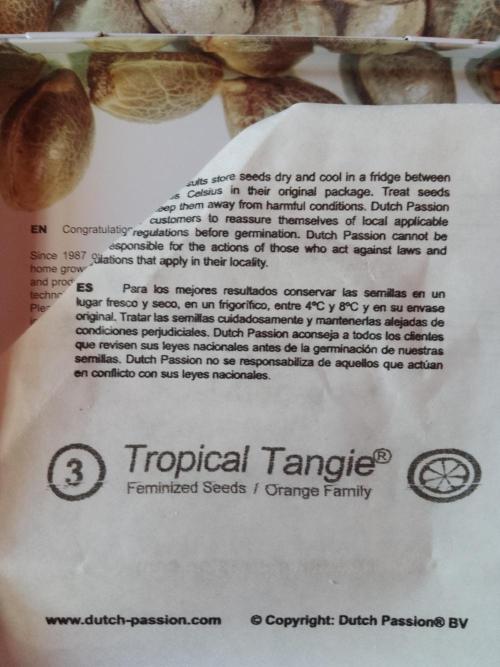 sults store seeds dry and cool in a fridge between
Celsius in their original package. Treat seeds
eep them away from harmful conditions. Dutch Passion
customers to reassure themselves of local applicable
EN Congratulation
regulations before germination. Dutch Passion cannot be
esponsible for the actions of those who act against laws and
Since 1987
ulations that apply in their locality.
home grow
and prod
techno
Plea
ES Para los mejores resultados conservar las semillas en un
lugar fresco y seco, en un frigorífico, entre 4ºC y 8ºC y en su envase
original. Tratar las semillas cuidadosamente y mantenerlas alejadas de
condiciones perjudiciales. Dutch Passion aconseja a todos los clientes
que revisen sus leyes nacionales antes de la germinación de nuestras
semillas. Dutch Passion no se responsabiliza de aquellos que actúan
en conflicto con sus leyes nacionales.
3 Tropical Tangie®
Feminized Seeds / Orange Family
www.dutch-passion.com © Copyright: Dutch Passion® BV